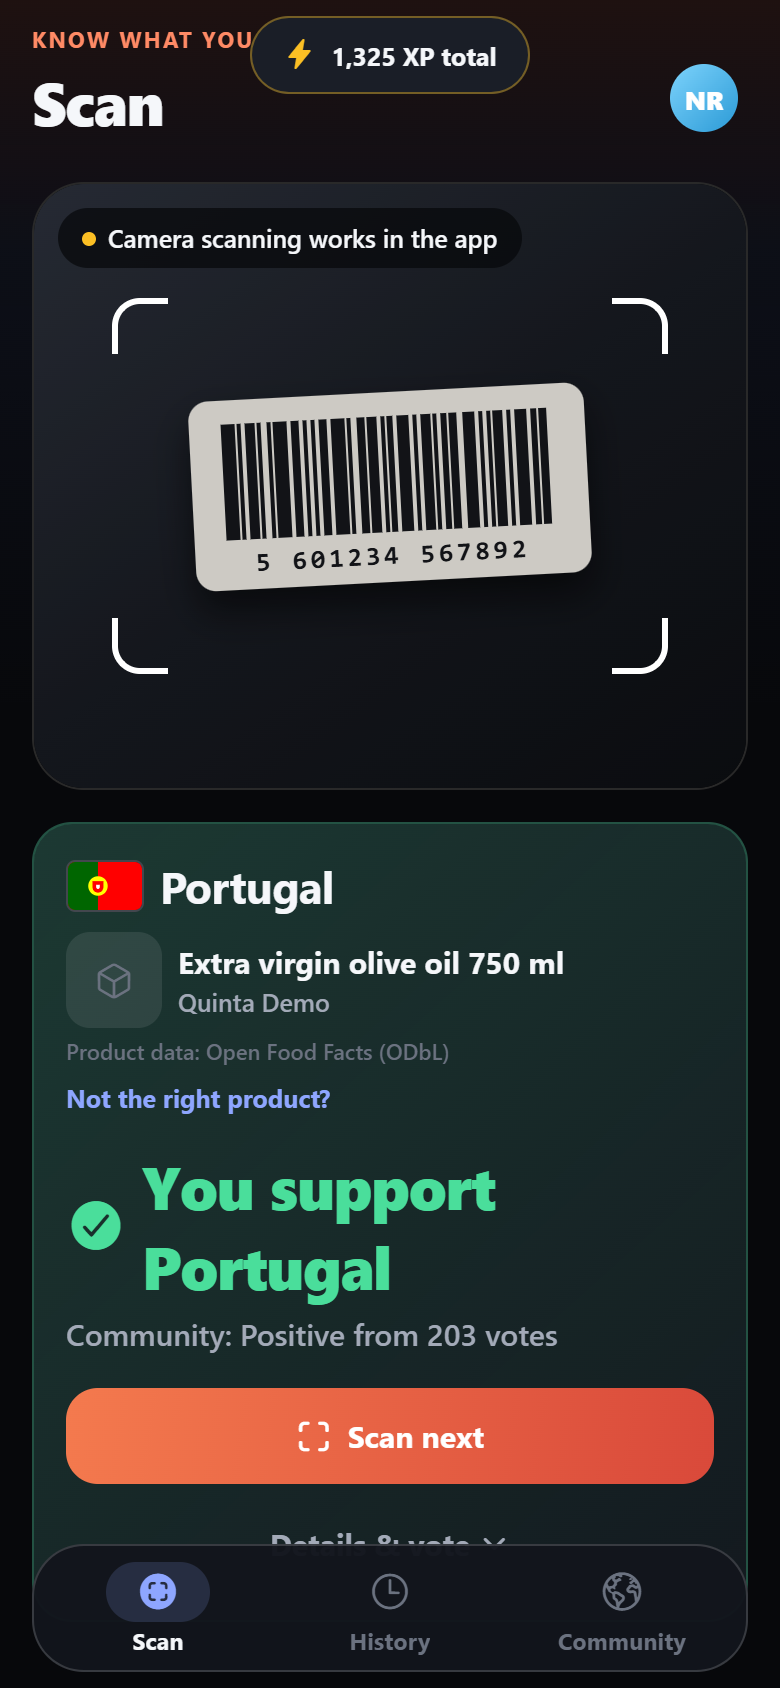 KNOW WHAT YOU
1,325 XP total
Scan
NR
Camera scanning works in the app
5 601234 567892
Portugal
Extra virgin olive oil 750 ml
Quinta Demo
Product data: Open Food Facts (ODbL)
Not the right product?
You support
Portugal
Community: Positive from 203 votes
Scan next
Details & vote
Scan
History
Community